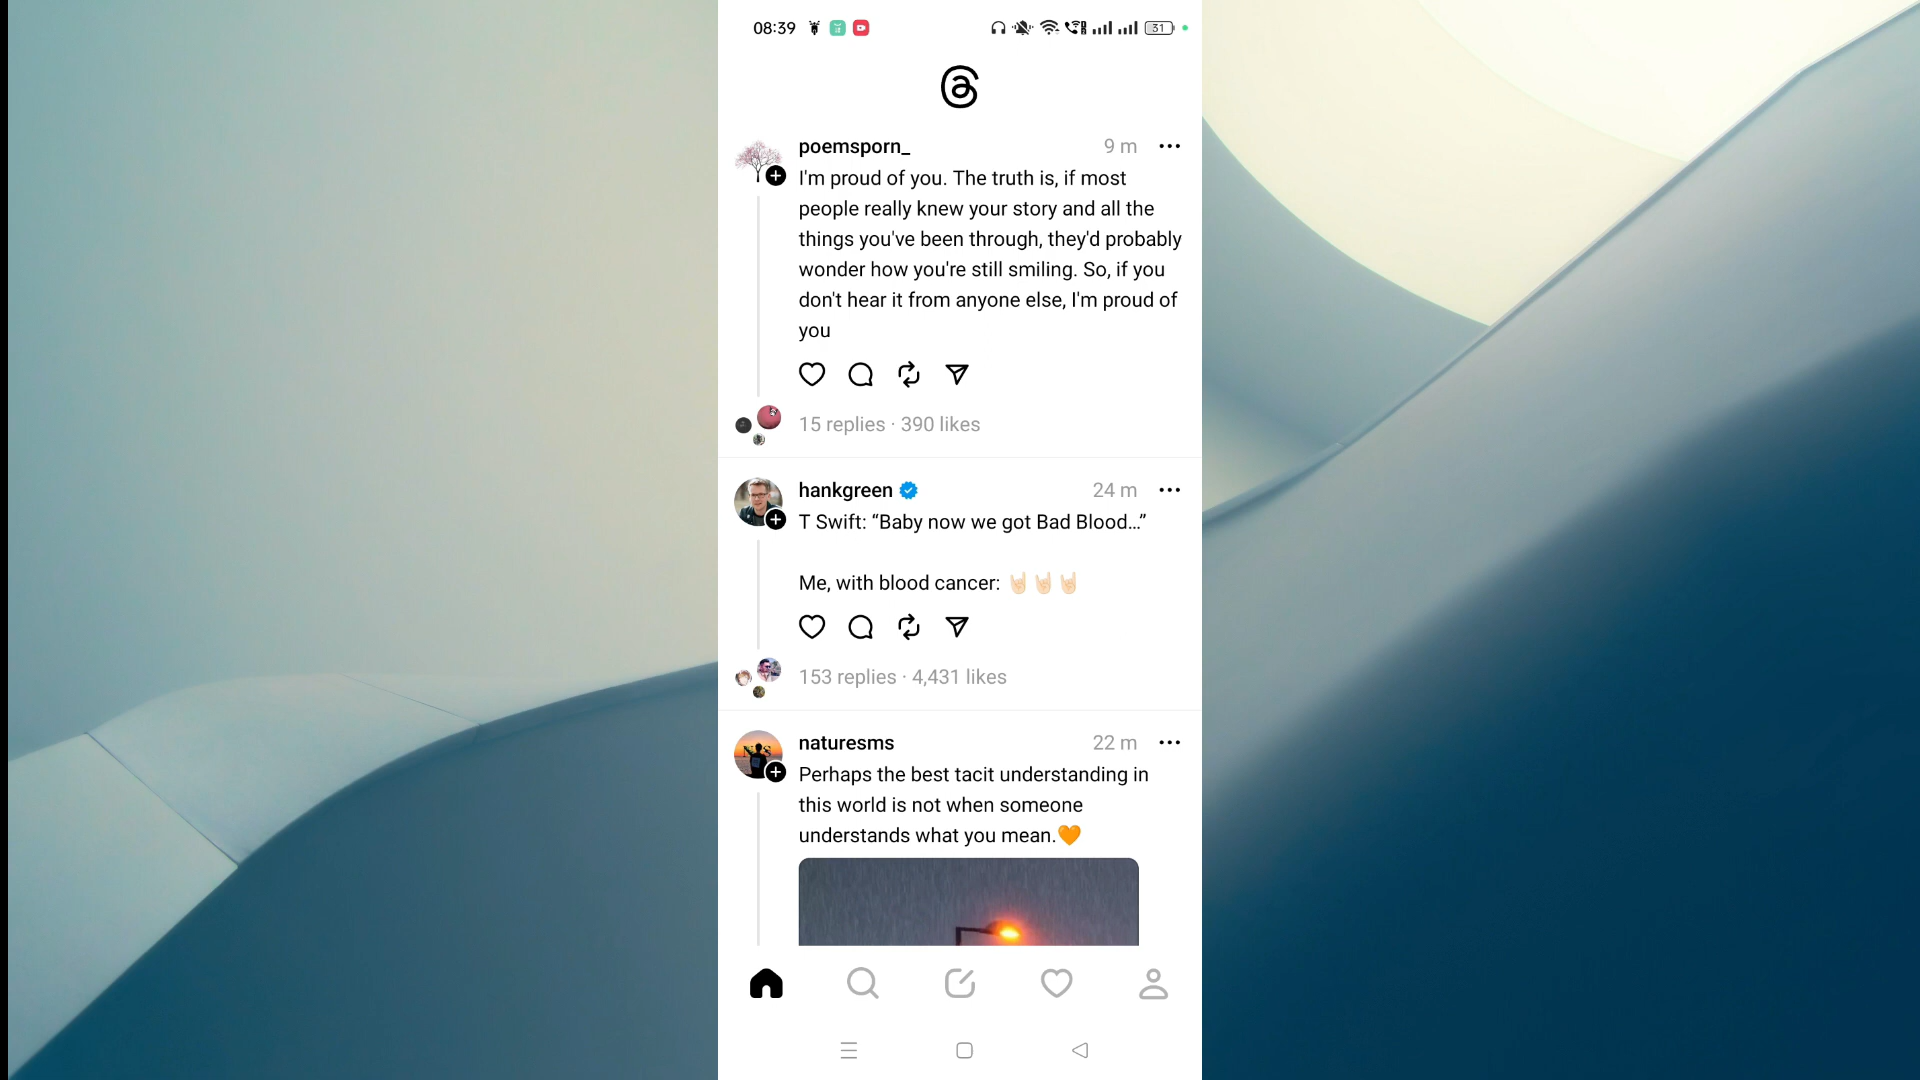 08:39
31
poemsporn_ 9 m
I'm proud of you. The truth is, if most
people really knew your story and all the
things you've been through, they'd probably
wonder how you're still smiling. So, if you
don't hear it from anyone else, I'm proud of
you
15 replies · 390 likes
hankgreen 24 m
T Swift: “Baby now we got Bad Blood...”
Me, with blood cancer: 🤘🏻🤘🏻🤘🏻
153 replies · 4,431 likes
naturesms 22 m
Perhaps the best tacit understanding in
this world is not when someone
understands what you mean.🧡